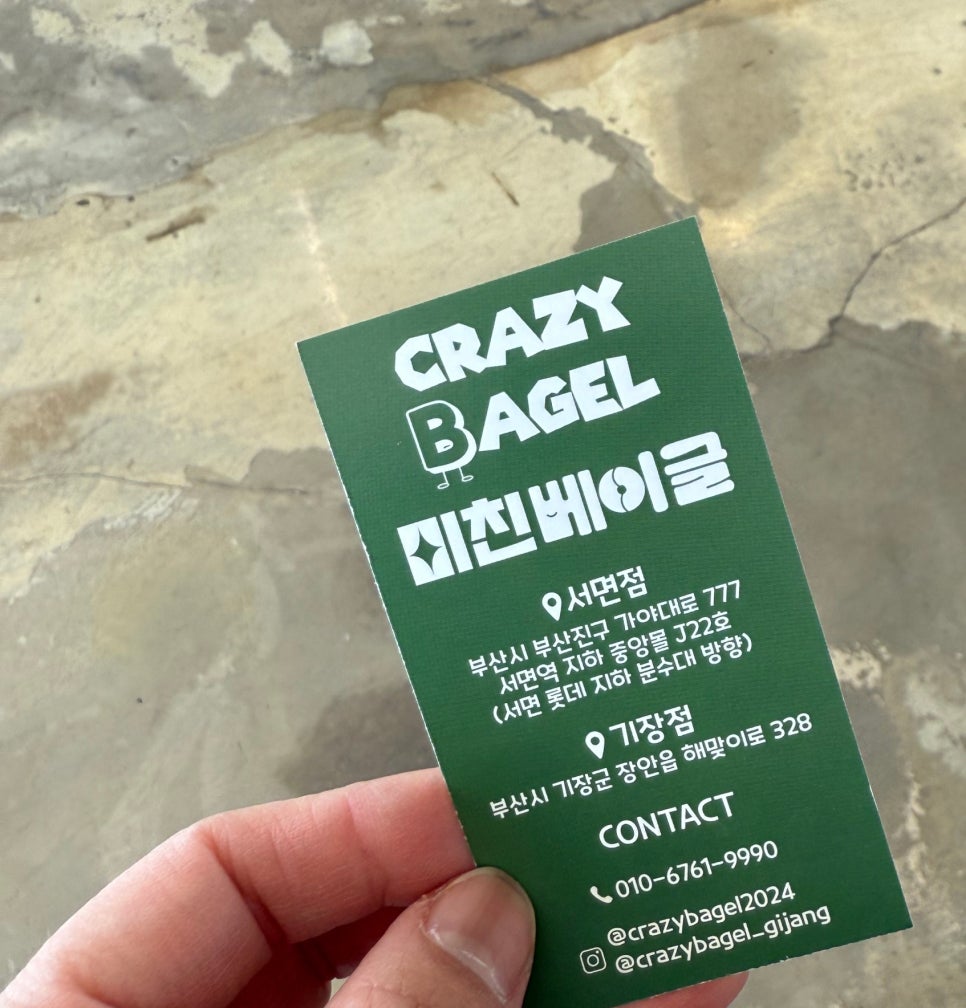 CRAZY
BAGEL
미친베이글
서면점
부산시 부산진구 가야대로 777
서면역 지하 중앙몰 J22호
(서면 롯데 지하 분수대 방향)
기장점
부산시 기장군 장안읍 해맞이로 328
CONTACT
010-6761-9990
@crazybagel2024
@crazybagel_gijang